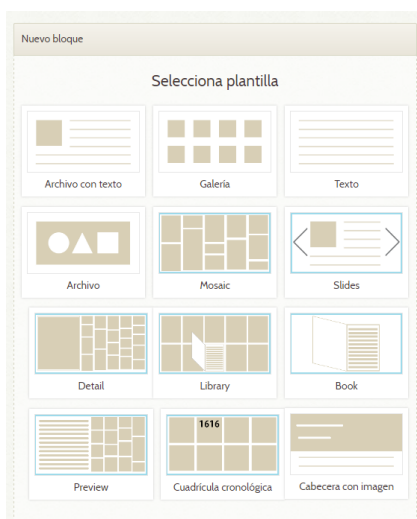 Nuevo bloque
Selecciona plantilla
Archivo con texto
Galería
Texto
Archivo
Mosaic
Slides
Detail
Library
Book
1616
Preview
Cuadrícula cronológica
Cabecera con imagen